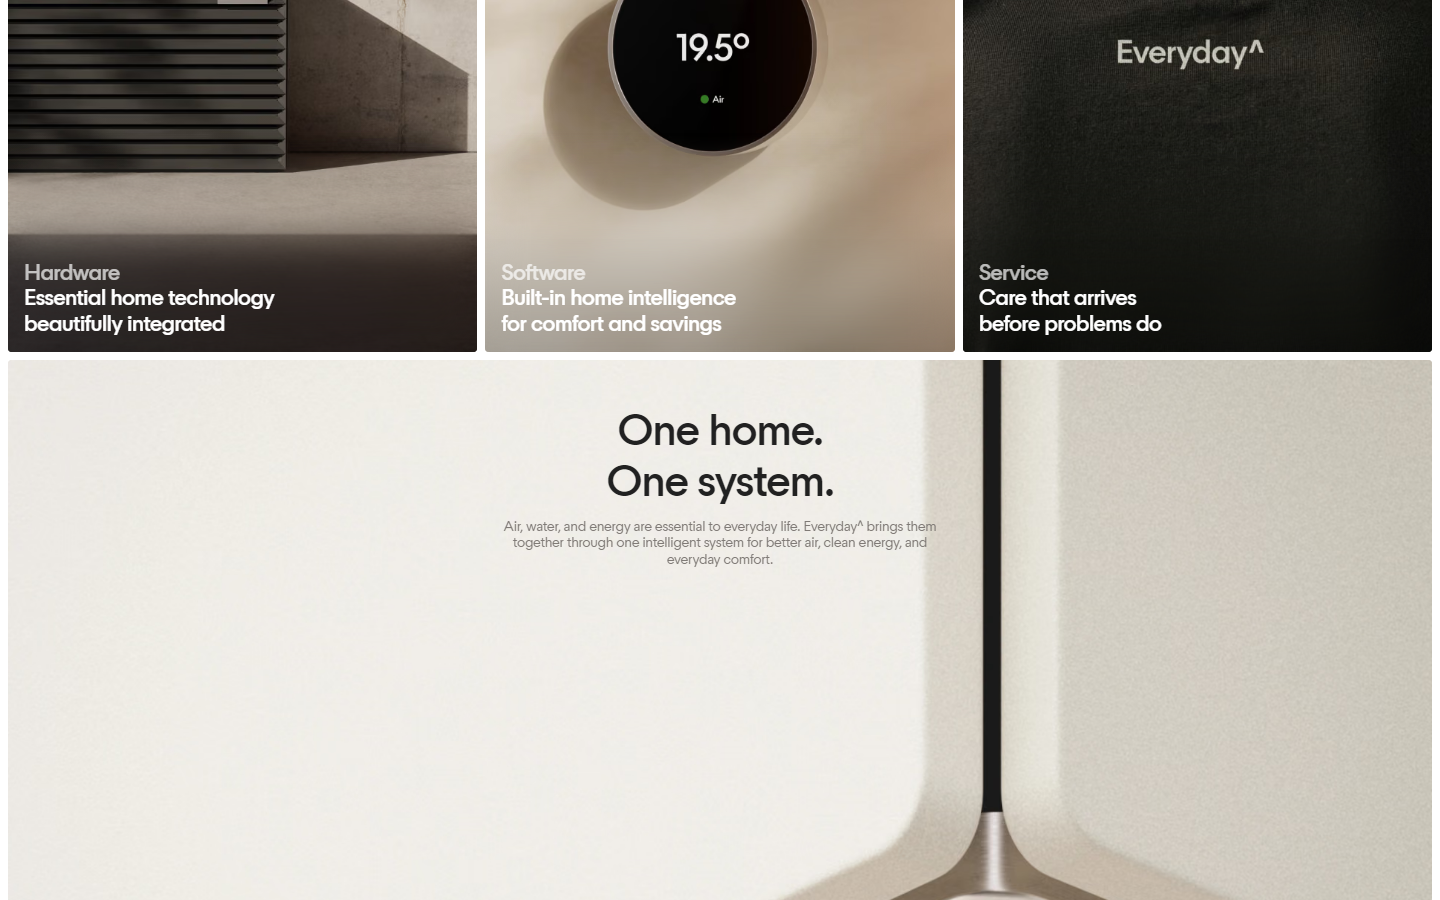 19.5°
Air
Everyday^
Hardware
Essential home technology
beautifully integrated
Software
Built-in home intelligence
for comfort and savings
Service
Care that arrives
before problems do
One home.
One system.
Air, water, and energy are essential to everyday life. Everyday^ brings them
together through one intelligent system for better air, clean energy, and
everyday comfort.